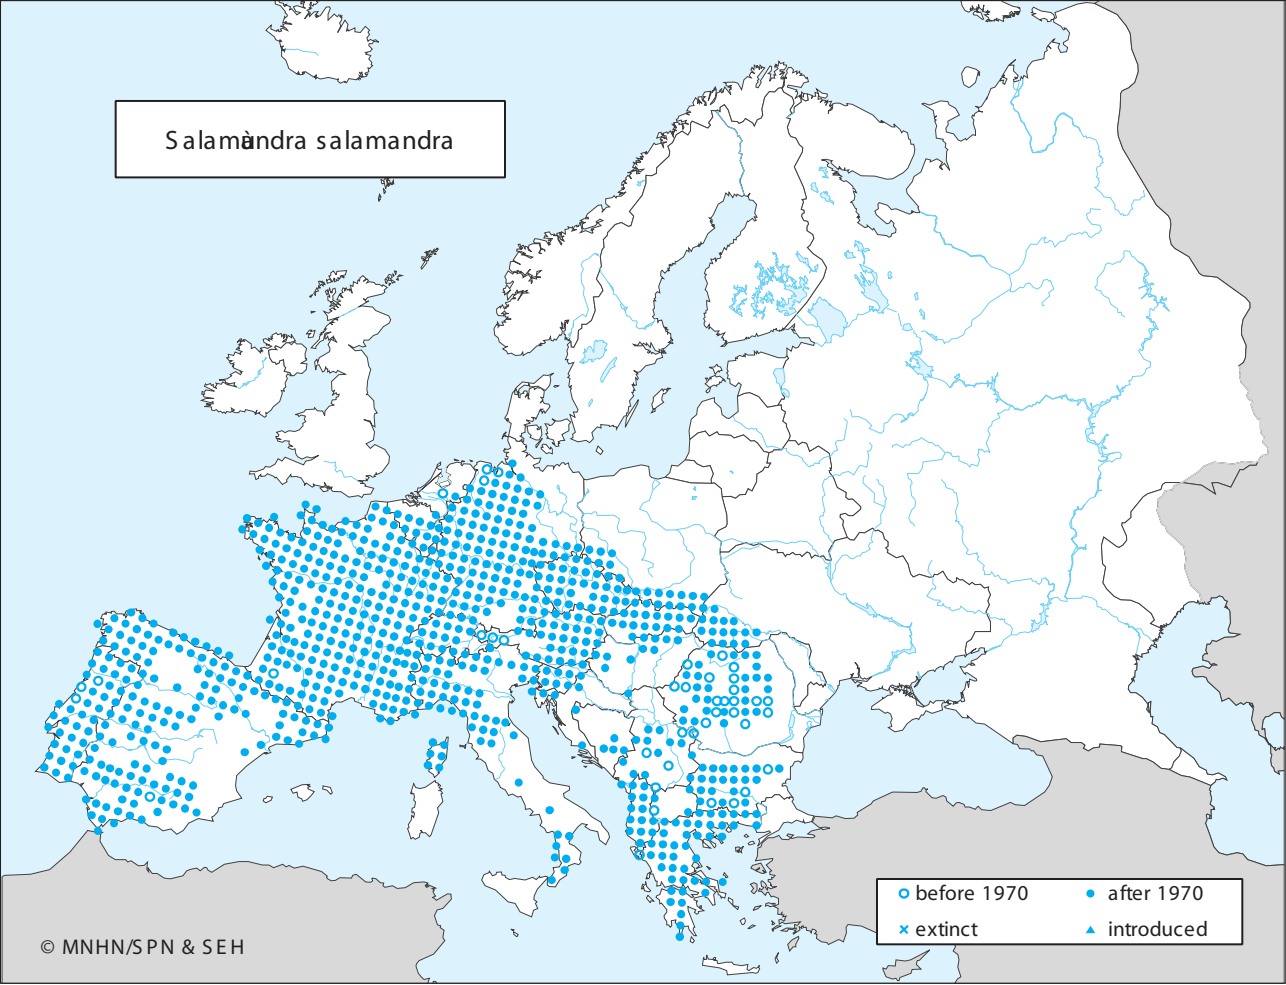 Salamàndra salamandra
before 1970
after 1970
extinct
introduced
© MNHN/SPN & SEH